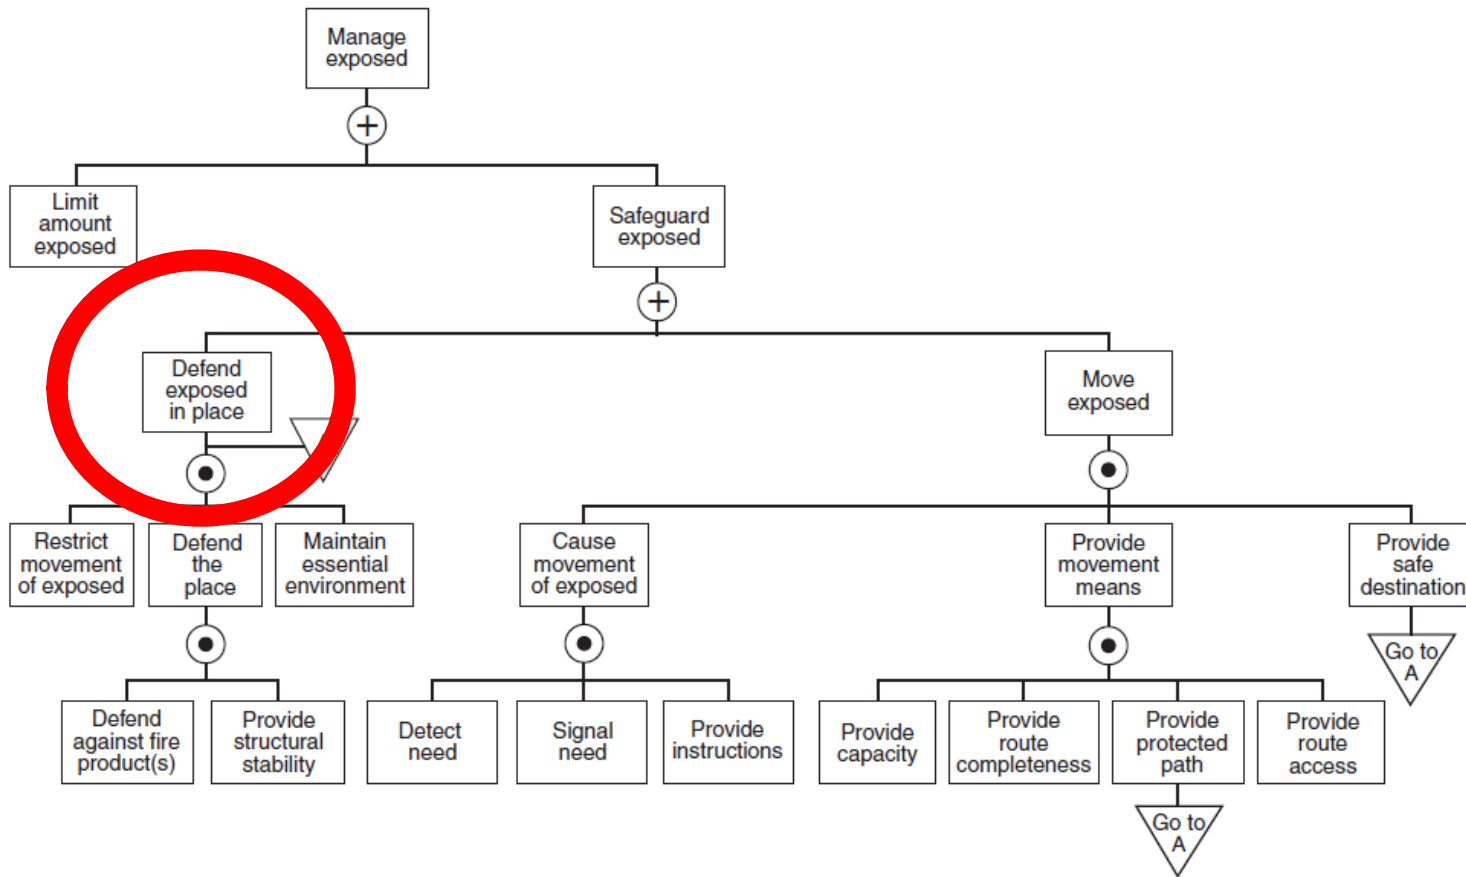 Manage
exposed
+
Limit
amount
exposed
Safeguard
exposed
+
Defend
exposed
in place
Move
exposed
Restrict
movement
of exposed
Defend
the
place
Maintain
essential
environment
Cause
movement
of exposed
Provide
movement
means
Provide
safe
destination
Go to
A
Defend
against fire
product(s)
Provide
structural
stability
Detect
need
Signal
need
Provide
instructions
Provide
capacity
Provide
route
completeness
Provide
protected
path
Provide
route
access
Go to
A